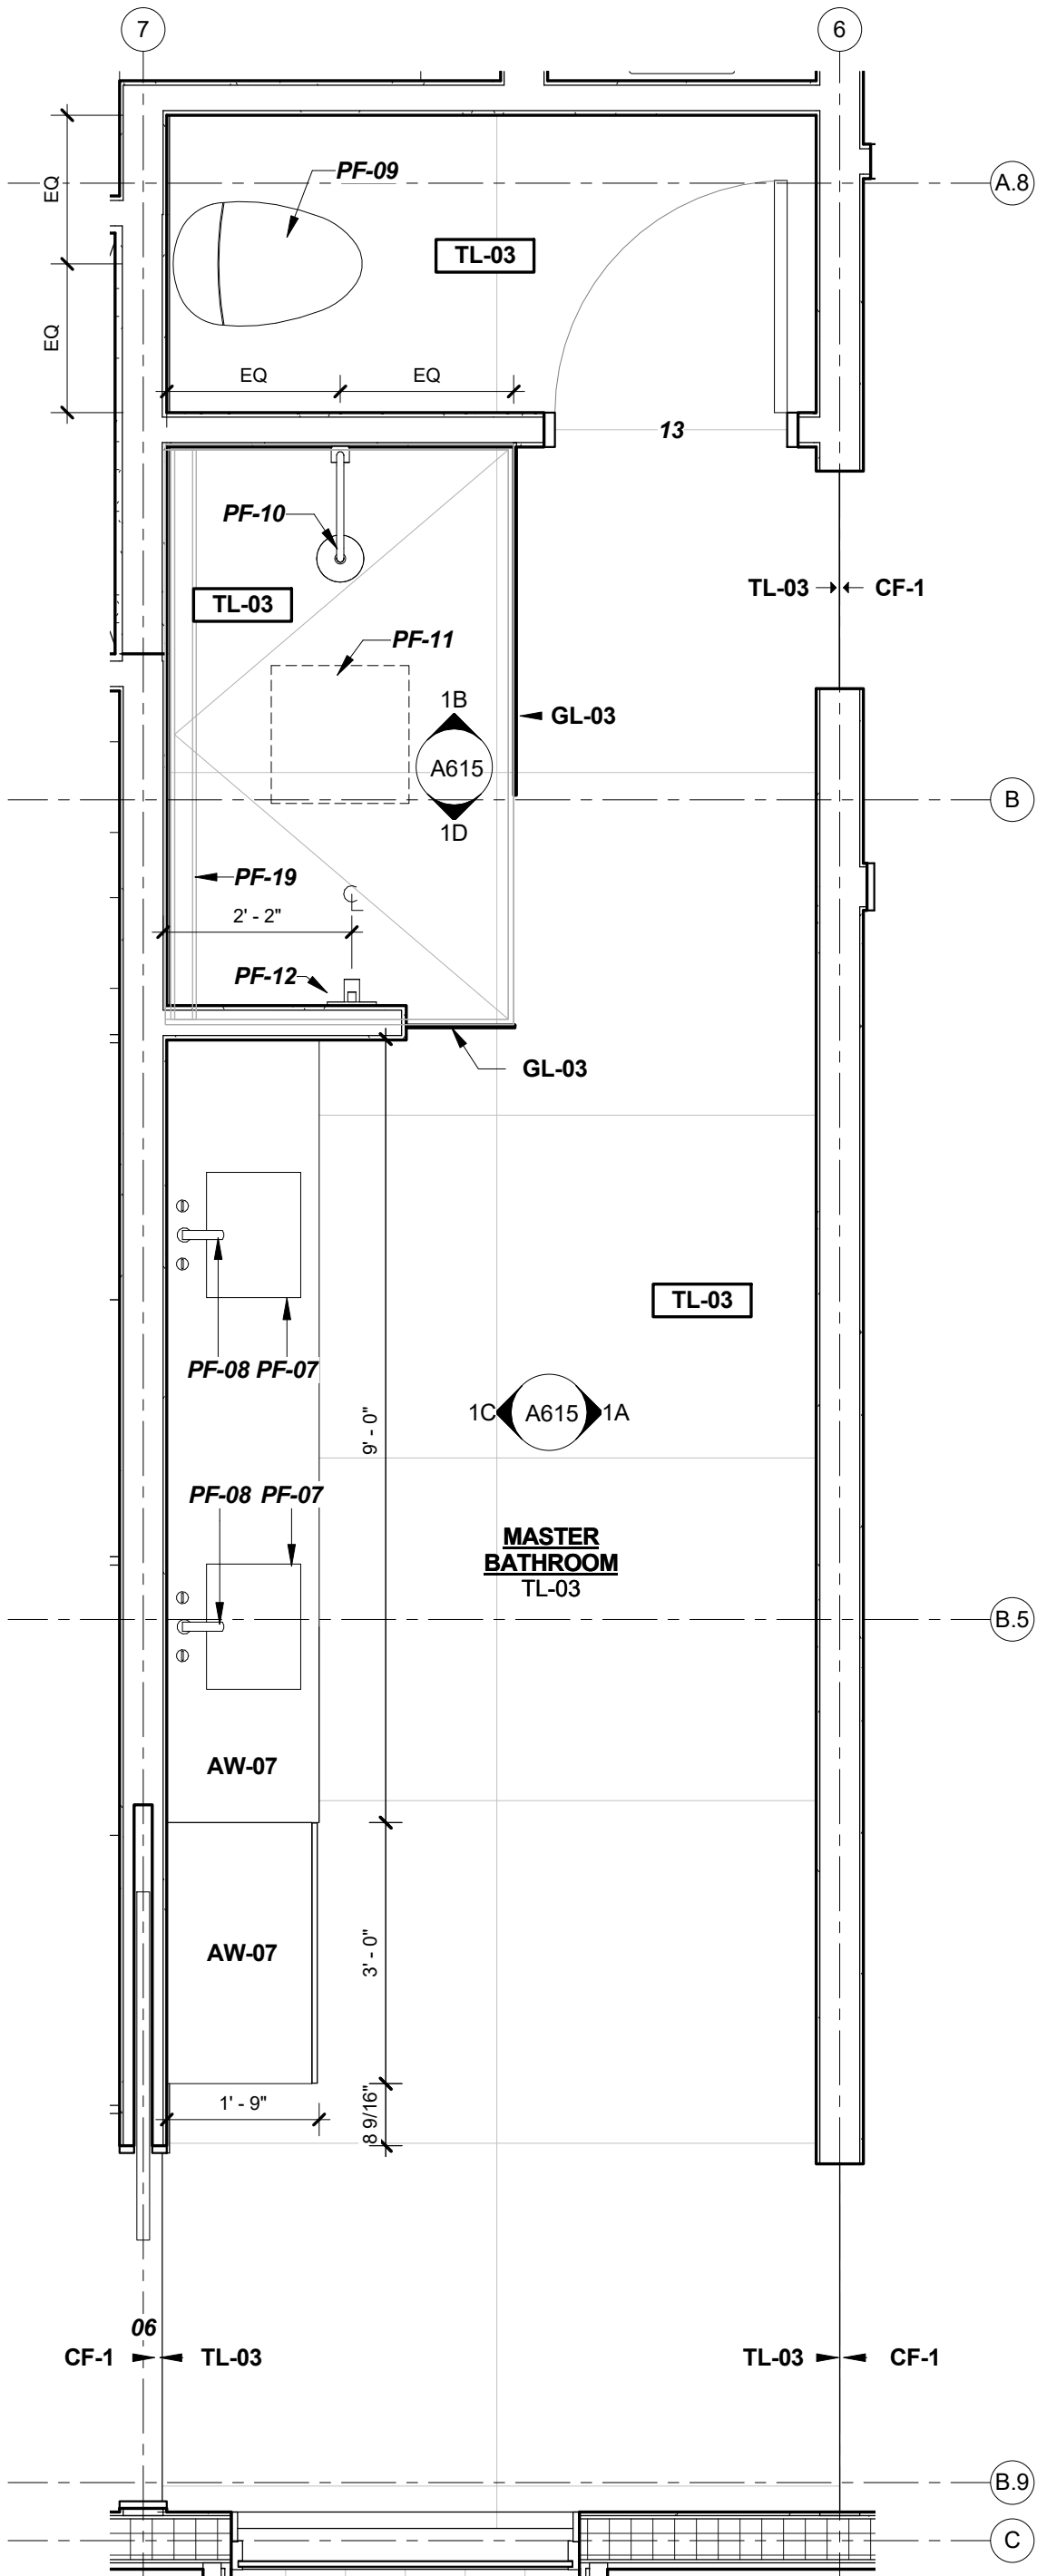 7
6
PF-09
A.8
EQ
TL-03
EQ
EQ
EQ
13
PF-10
TL-03
TL-03
CF-1
PF-11
1B
GL-03
A615
B
1D
PF-19
CL
2' - 2"
PF-12
GL-03
TL-03
PF-08 PF-07
1C
A615
1A
9' - 0"
PF-08 PF-07
MASTER
BATHROOM
TL-03
B.5
AW-07
AW-07
3' - 0"
1' - 9"
8 9/16"
06
CF-1
TL-03
TL-03
CF-1
B.9
C